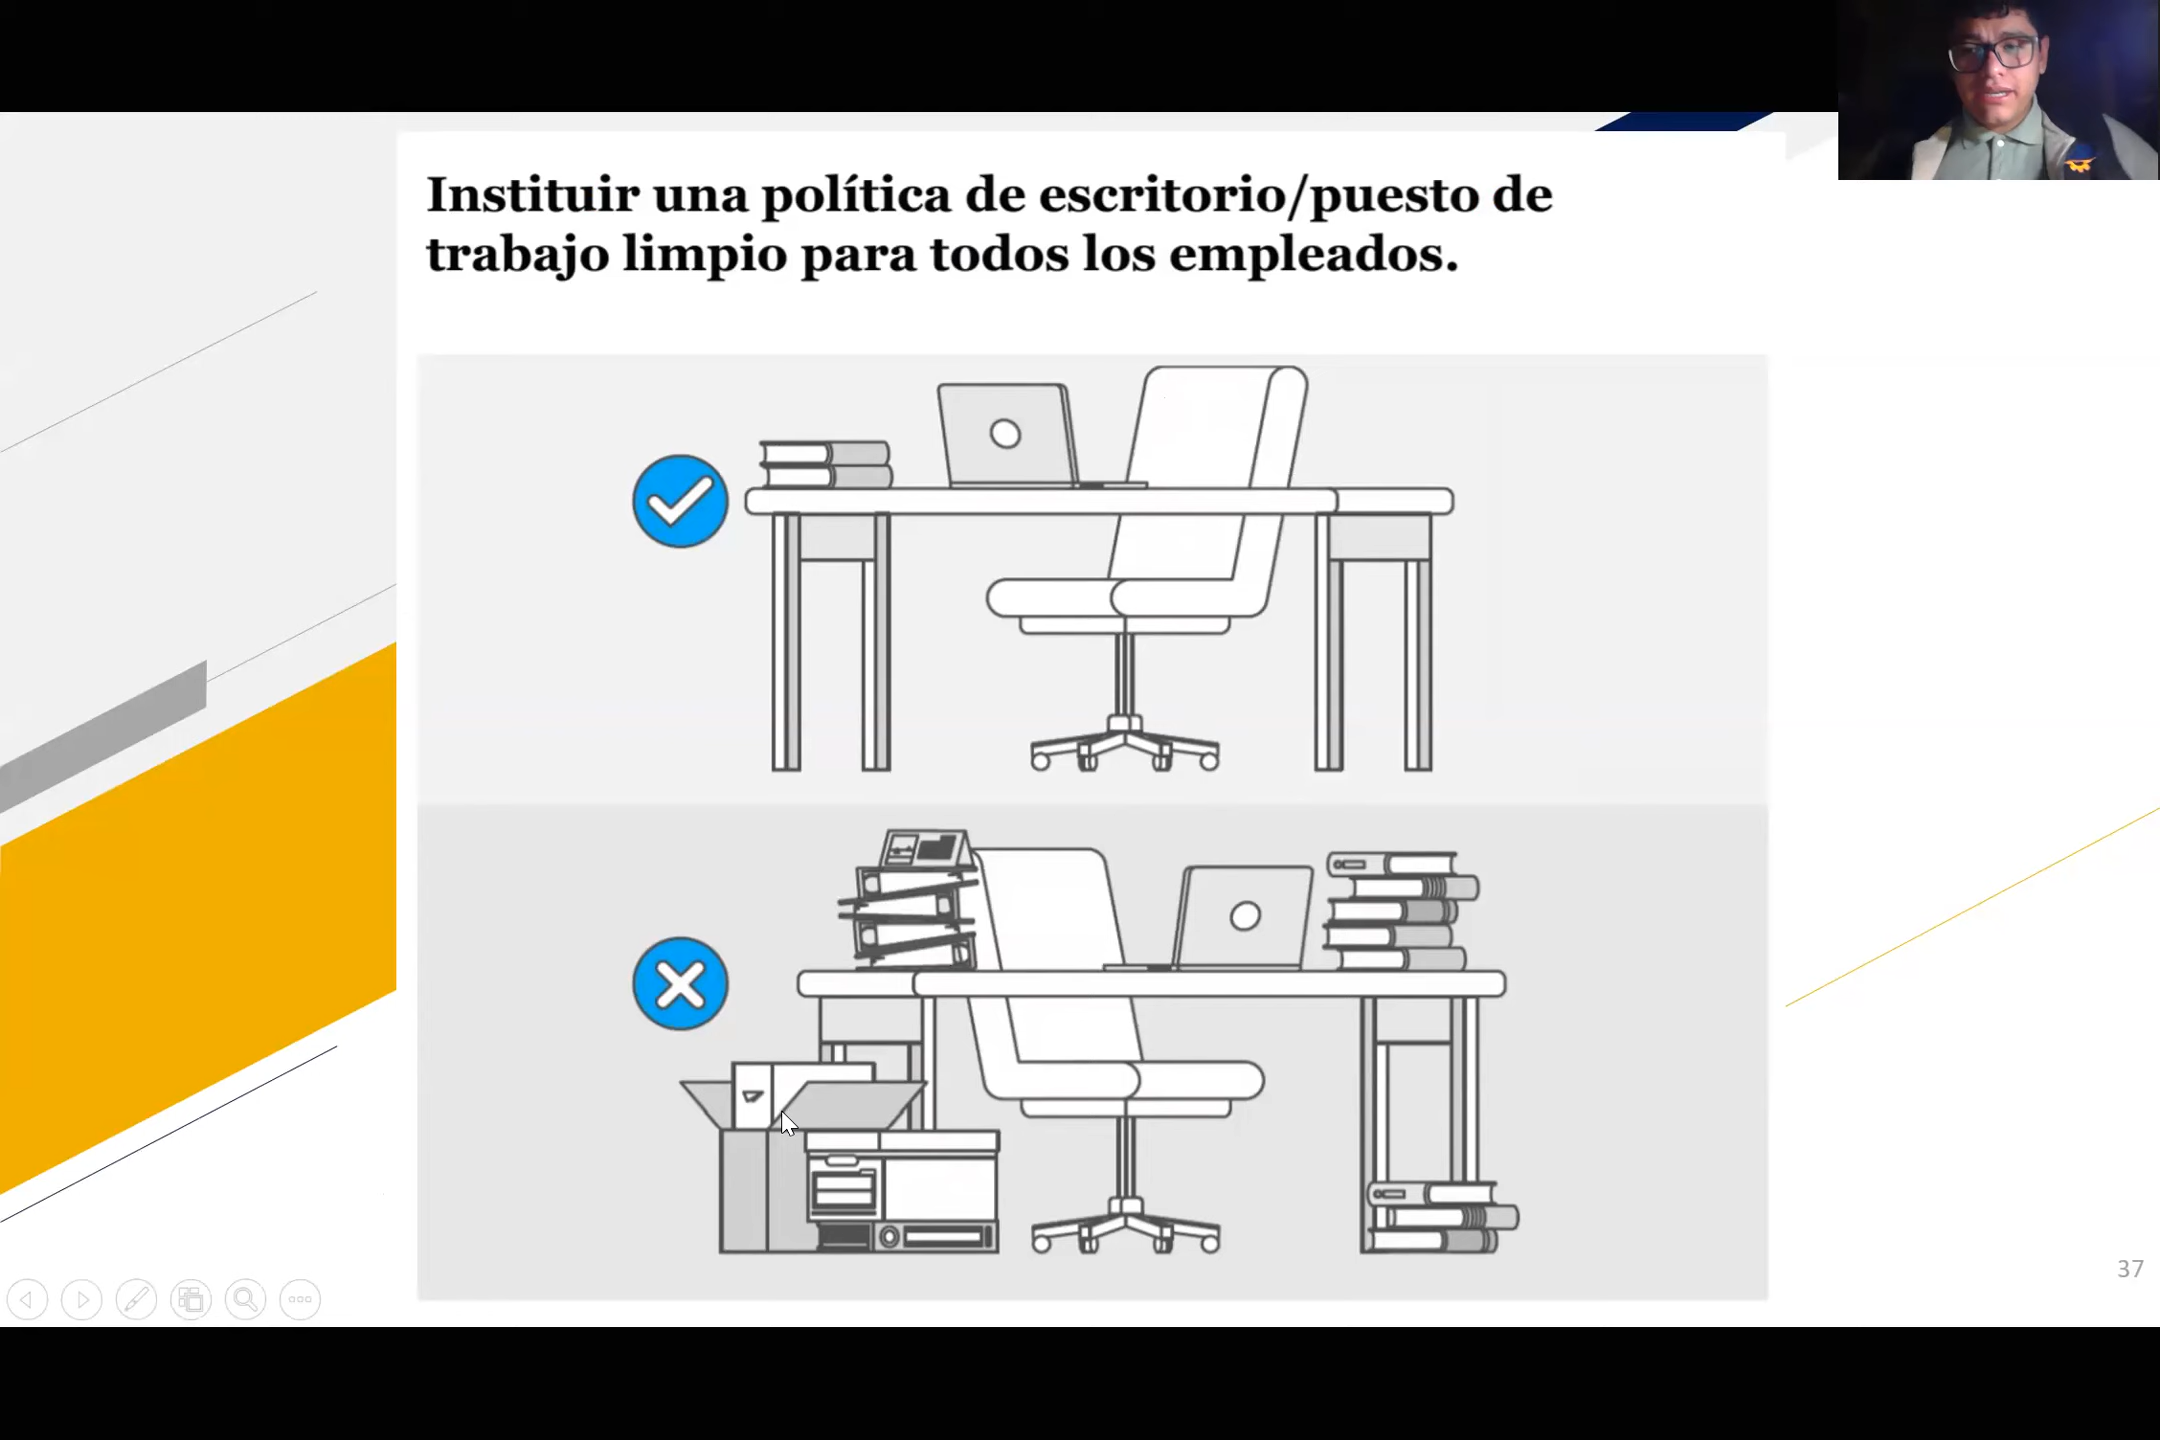 Instituir una política de escritorio/puesto de
trabajo limpio para todos los empleados.
37